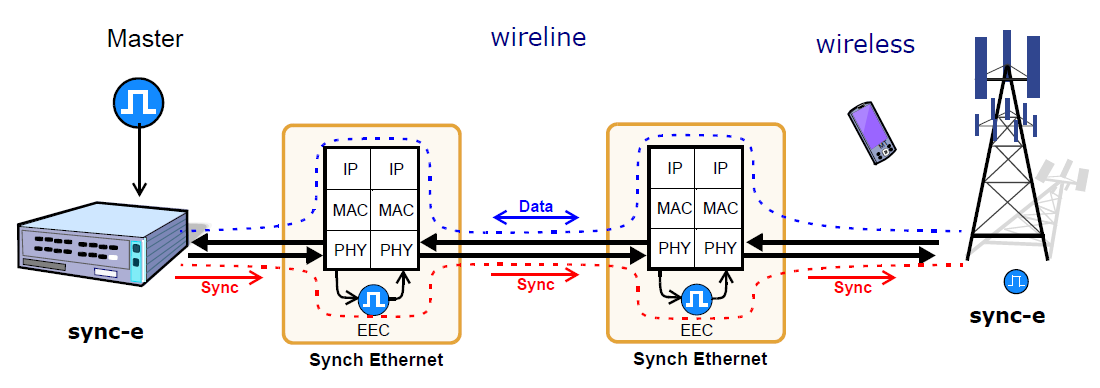 Master
wireline
wireless
MT
IP IP
MAC MAC
PHY PHY
EEC
Synch Ethernet
Data
IP IP
MAC MAC
PHY PHY
EEC
Synch Ethernet
Sync
Sync
Sync
sync-e
sync-e